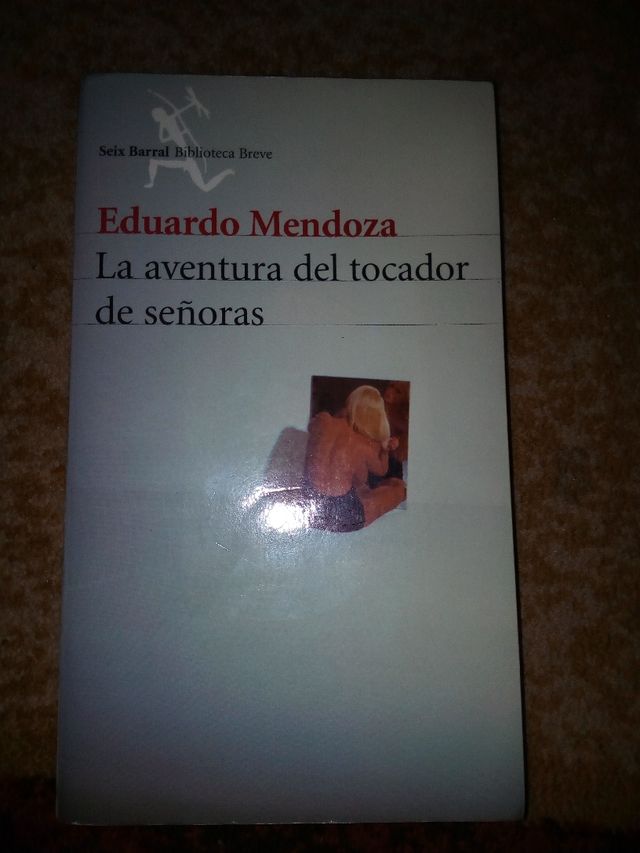 Seix Barral Biblioteca Breve
Eduardo Mendoza
La aventura del tocador
de señoras